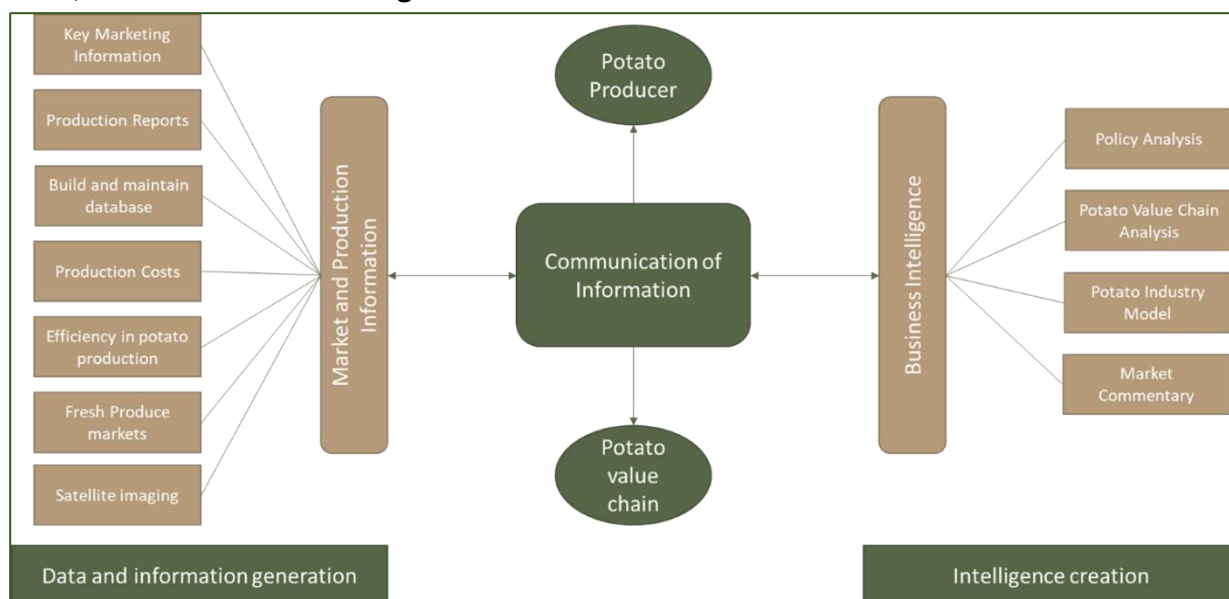 Key Marketing
Information
Production Reports
Build and maintain
database
Production Costs
Efficiency in potato
production
Fresh Produce
markets
Satellite imaging
Market and Production
Information
Potato
Producer
Communication of
Information
Potato
value
chain
Business Intelligence
Policy Analysis
Potato Value Chain
Analysis
Potato Industry
Model
Market
Commentary
Data and information generation
Intelligence creation